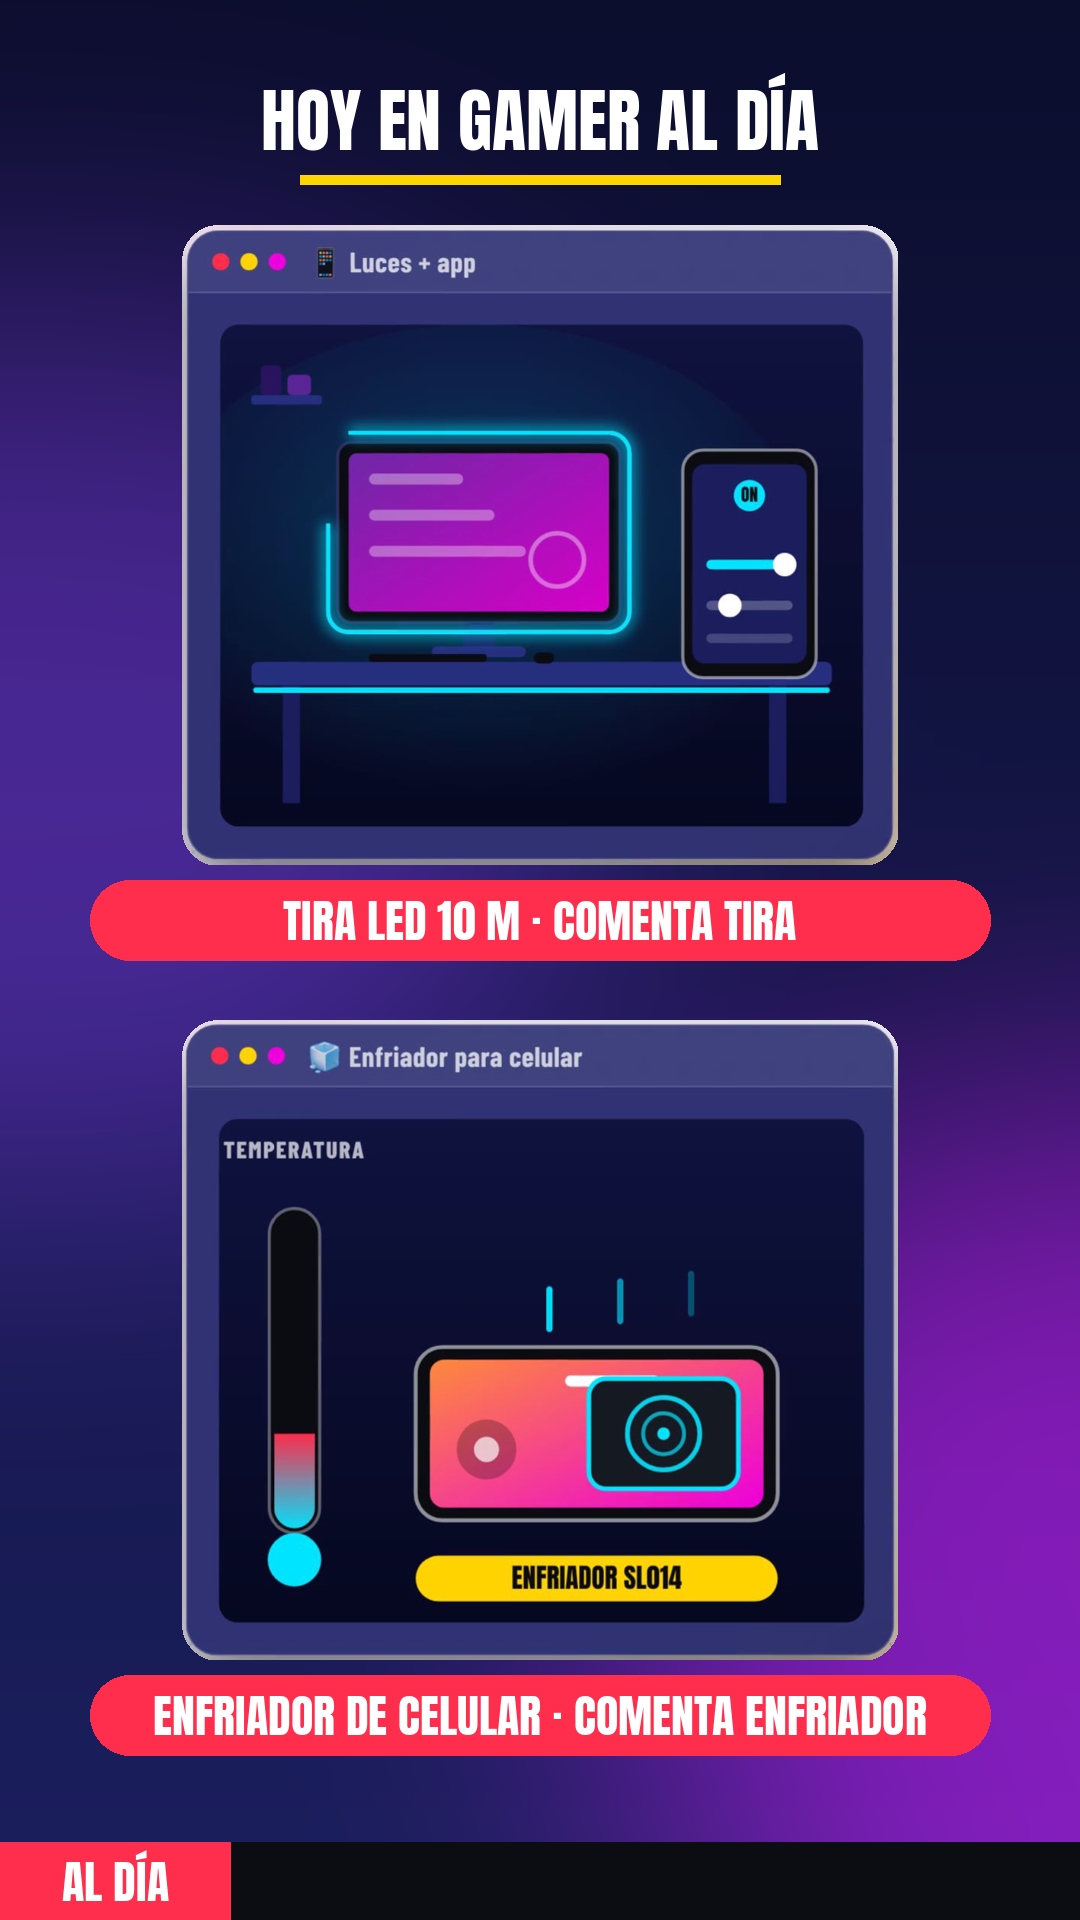 HOY EN GAMER AL DÍA
Luces + app
ON
TIRA LED 10 M · COMENTA TIRA
Enfriador para celular
TEMPERATURA
ENFRIADOR SL014
ENFRIADOR DE CELULAR · COMENTA ENFRIADOR
AL DÍA